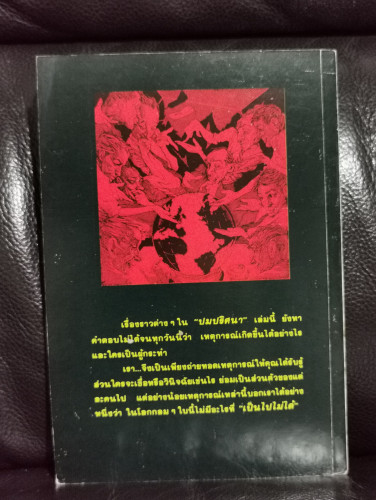 เรื่องราวต่าง ๆ ใน "ปมปริศนา" เล่มนี้ ยังหา
คำตอบไม่ได้จนทุกวันนี้ว่า เหตุการณ์เกิดขึ้นได้อย่างไร
และใครเป็นผู้กระทำ
เรา...จึงเป็นเพียงถ่ายทอดเหตุการณ์ให้คุณได้รับรู้
ส่วนใครจะเชื่อหรือวินิจฉัยเช่นไร ย่อมเป็นส่วนตัวของแต่
ละคนไป แต่อย่างน้อยเหตุการณ์เหล่านี้บอกเราได้อย่าง
หนึ่งว่า ในโลกกลม ๆ ใบนี้ไม่มีอะไรที่ "เป็นไปไม่ได้"